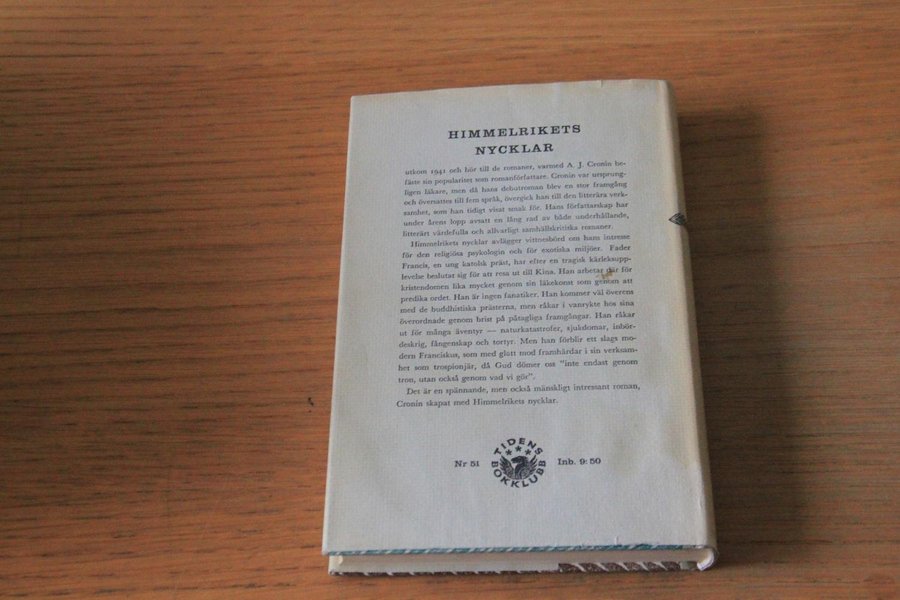 HIMMELRIKETS
NYCKLAR
utkom 1941 och hör till de romaner, varmed A. J. Cronin be-
fäste sin popularitet som romanförfattare. Cronin var ursprung-
ligen läkare, men då hans debutroman blev en stor framgång
och översattes till fem språk, övergick han till den litterära verk-
samhet, som han tidigt visat smak för. Hans författarskap har
under årens lopp avsatt en lång rad av både underhållande,
litterärt värdefulla och allvarligt samhällskritiska romaner.
Himmelrikets nycklar avlägger vittnesbörd om hans intresse
för den religiösa psykologin och för exotiska miljöer. Fader
Francis, en ung katolsk präst, har efter en tragisk kärleksupp-
levelse beslutat sig för att resa ut till Kina. Han arbetar där för
kristendomen lika mycket genom sin läkekonst som genom att
predika ordet. Han är ingen fanatiker. Han kommer väl överens
med de buddhistiska prästerna, men råkar i vanrykte hos sina
överordnade genom brist på påtagliga framgångar. Han råkar
ut för många äventyr — naturkatastrofer, sjukdomar, inbör-
deskrig, fångenskap och tortyr. Men han förblir ett slags mo-
dern Franciskus, som med glatt mod framhärdar i sin verksam-
het som trospionjär, då Gud dömer oss "inte endast genom
tron, utan också genom vad vi gör".
Det är en spännande, men också mänskligt intressant roman,
Cronin skapat med Himmelrikets nycklar.
Nr 51
TIDENS
BOKKLUBB
Inb. 9:50